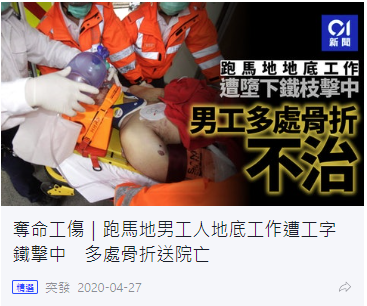 01
新聞
跑馬地地底工作
遭墮下鐵枝擊中
男工多處骨折
不治
奪命工傷｜跑馬地男工人地底工作遭工字
鐵擊中　多處骨折送院亡
精選 突發 2020-04-27